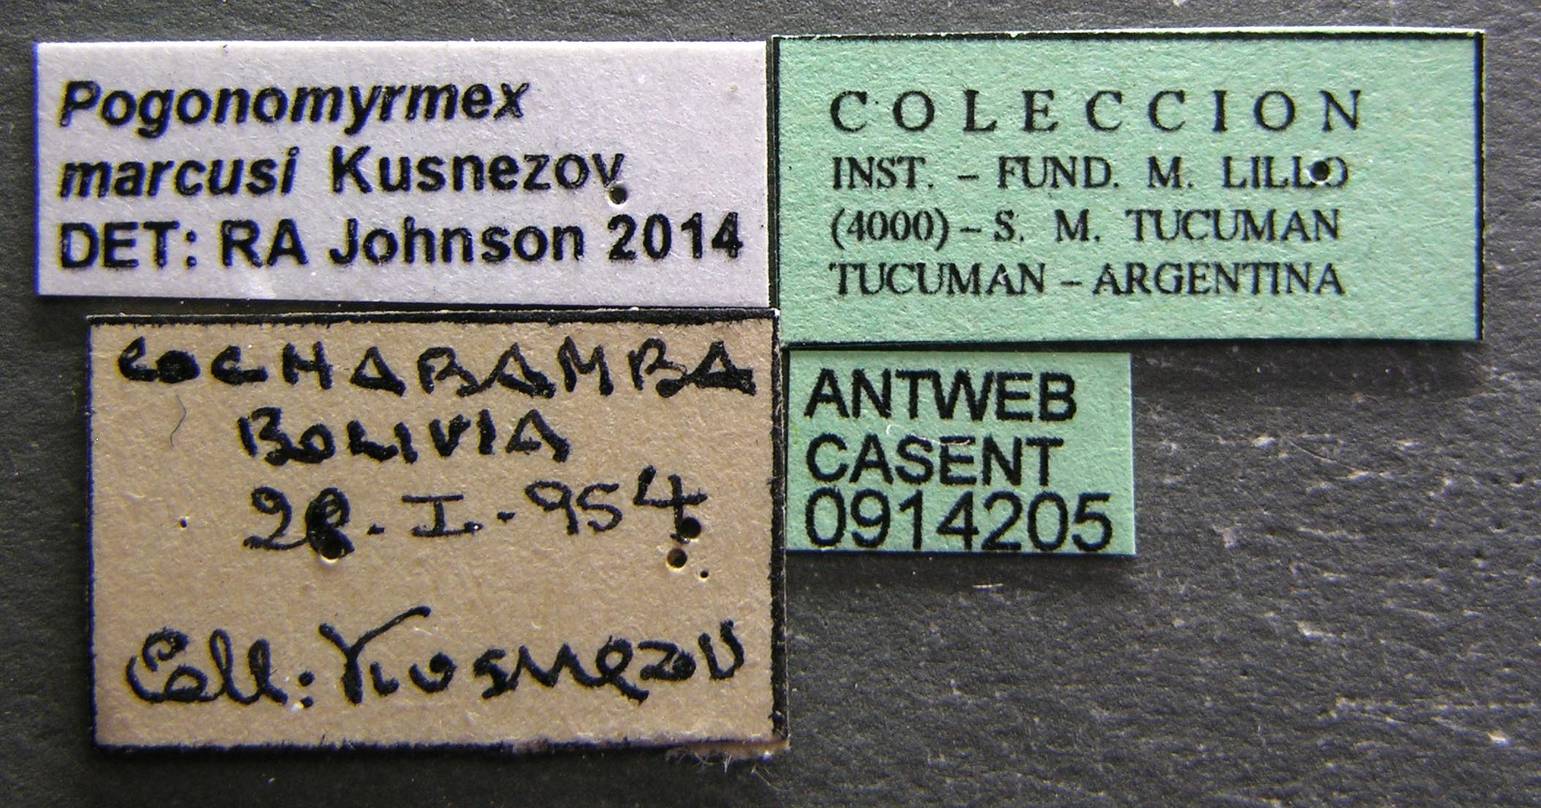 Pogonomyrmex
marcusi Kusnezov
DET: RA Johnson 2014
COLECCION
INST. – FUND. M. LILLO
(4000) – S. M. TUCUMAN
TUCUMAN – ARGENTINA
COCHABAMBA
BOLIVIA
28-I-954
Coll: Kusnezov
ANTWEB
CASENT
0914205